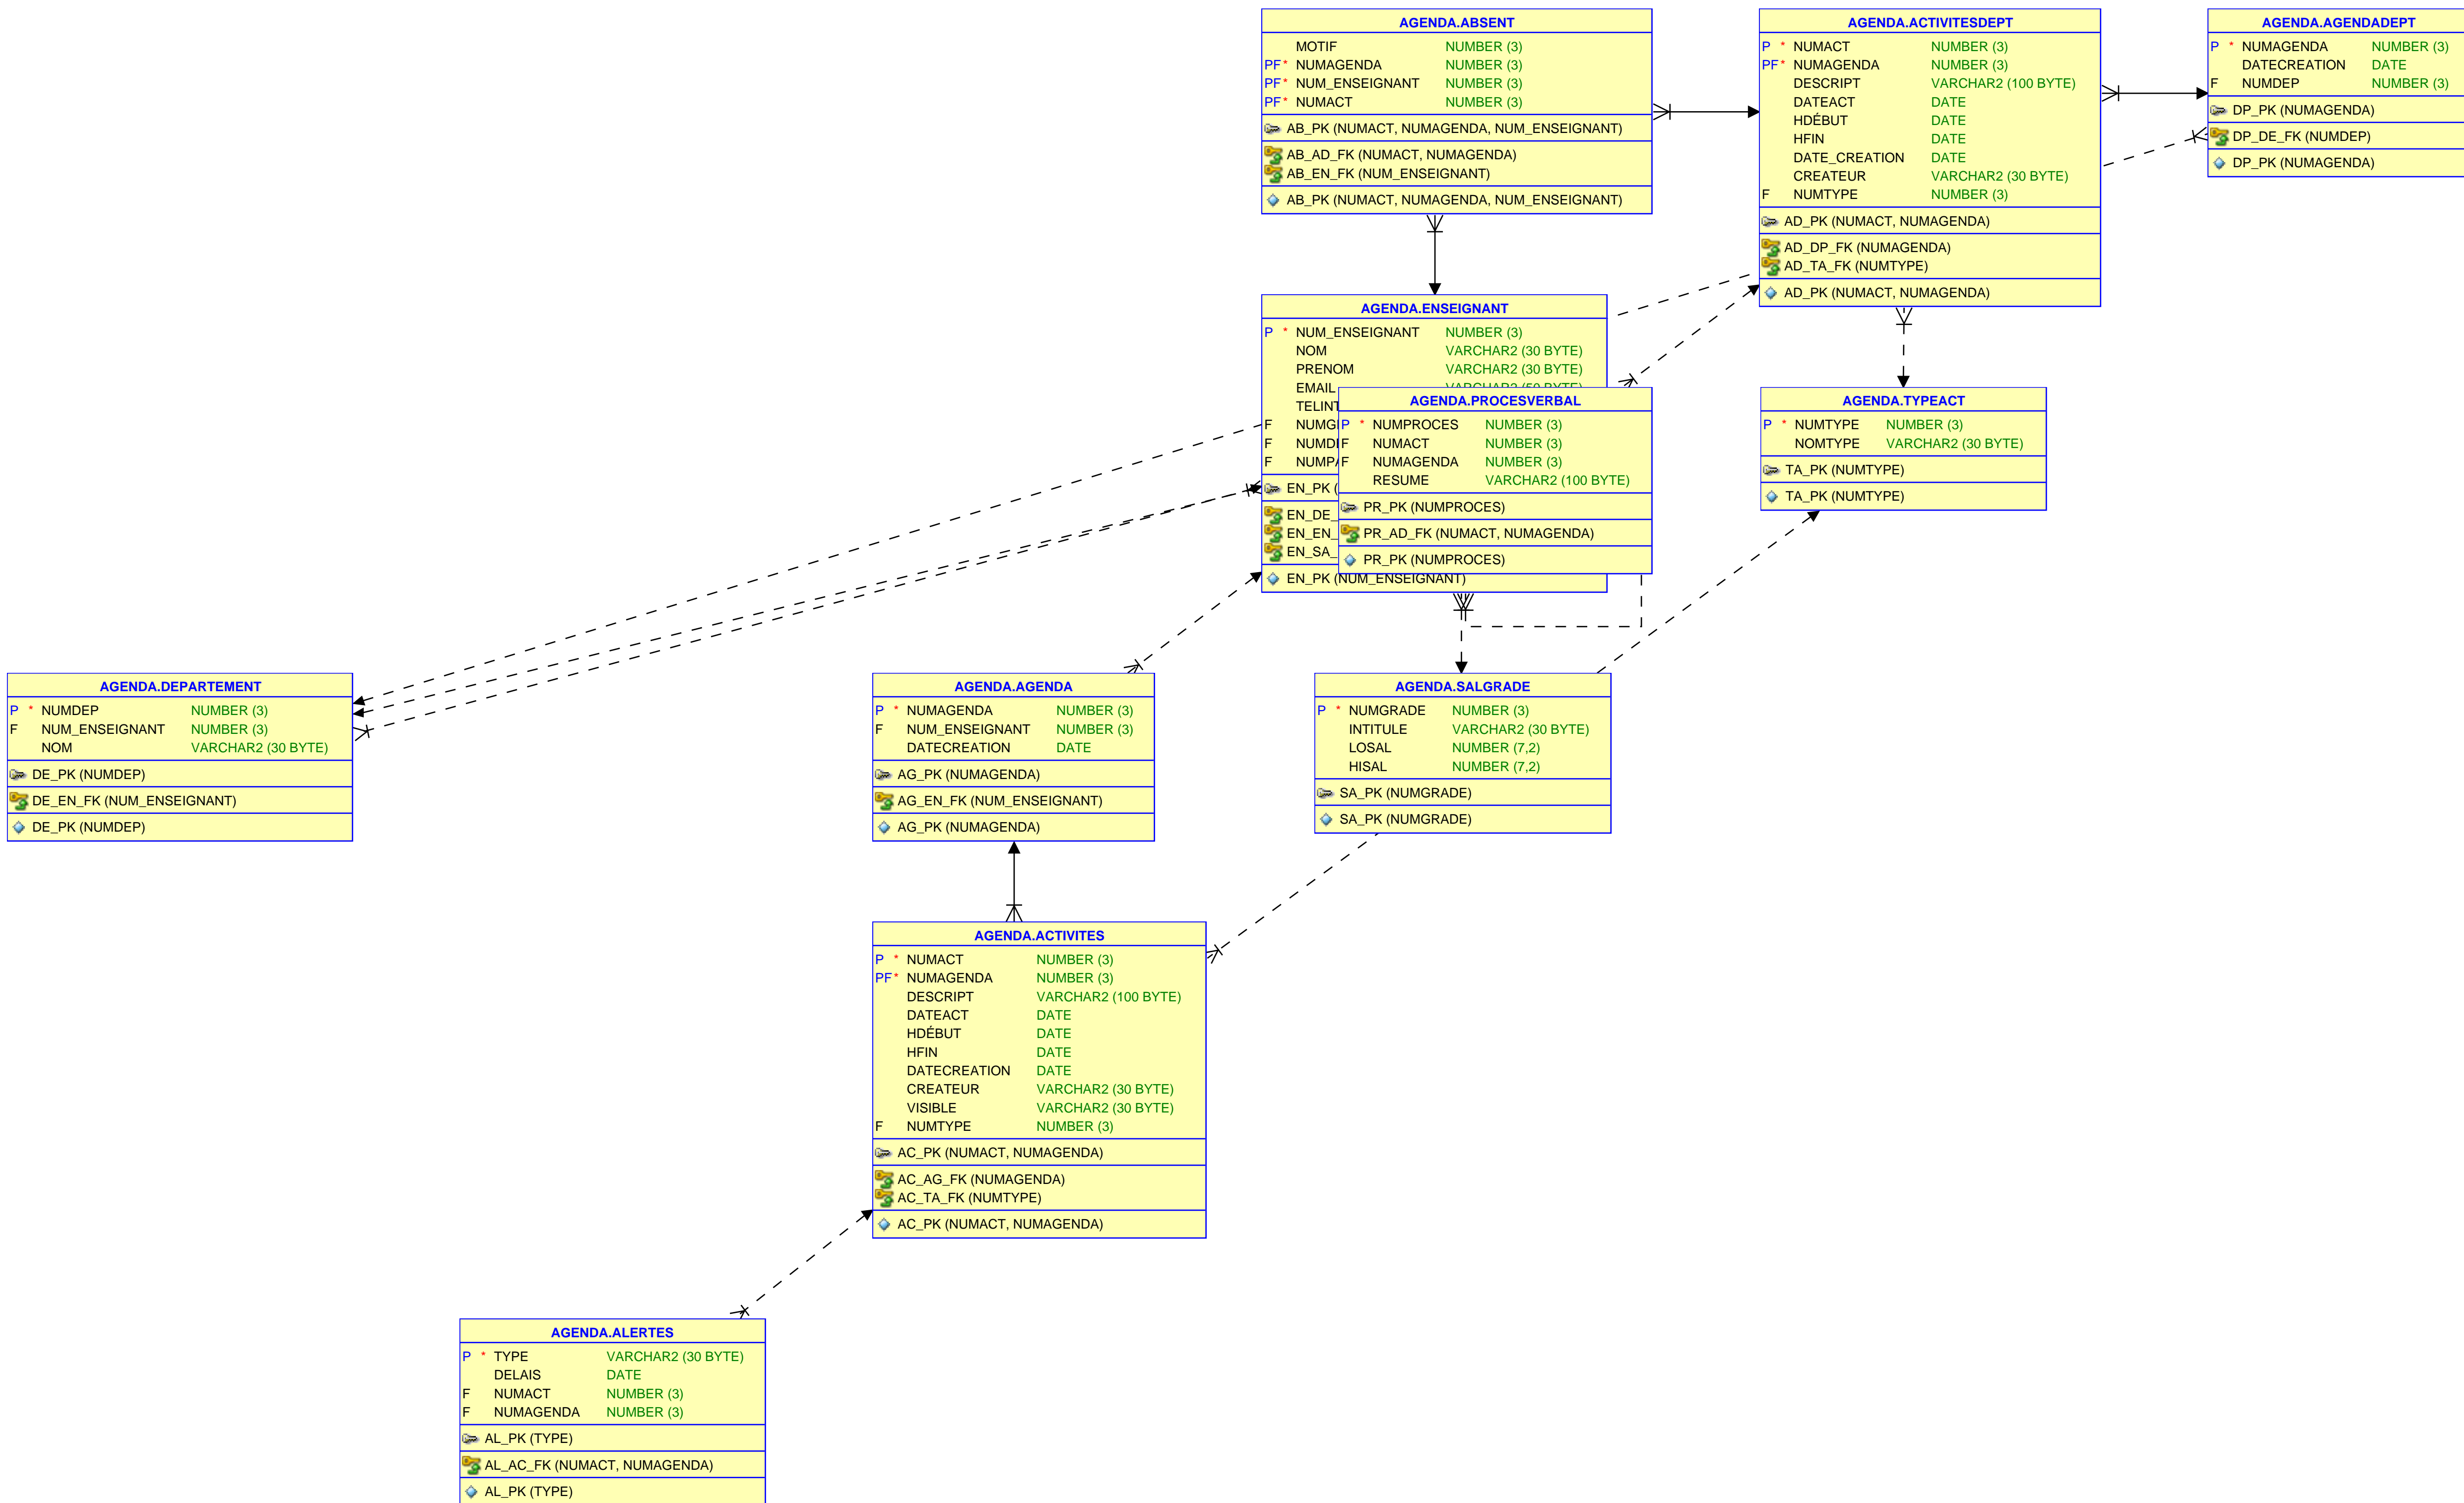 AGENDA.ABSENT
MOTIF NUMBER (3)
PF * NUMAGENDA NUMBER (3)
PF * NUM_ENSEIGNANT NUMBER (3)
PF * NUMACT NUMBER (3)
AB_PK (NUMACT, NUMAGENDA, NUM_ENSEIGNANT)
AB_AD_FK (NUMACT, NUMAGENDA)
AB_EN_FK (NUM_ENSEIGNANT)
AB_PK (NUMACT, NUMAGENDA, NUM_ENSEIGNANT)
AGENDA.ACTIVITESDEPT
P * NUMACT NUMBER (3)
PF * NUMAGENDA NUMBER (3)
DESCRIPT VARCHAR2 (100 BYTE)
DATEACT DATE
HDÉBUT DATE
HFIN DATE
DATE_CREATION DATE
CREATEUR VARCHAR2 (30 BYTE)
F NUMTYPE NUMBER (3)
AD_PK (NUMACT, NUMAGENDA)
AD_DP_FK (NUMAGENDA)
AD_TA_FK (NUMTYPE)
AD_PK (NUMACT, NUMAGENDA)
AGENDA.AGENDADEPT
P * NUMAGENDA NUMBER (3)
DATECREATION DATE
F NUMDEP NUMBER (3)
DP_PK (NUMAGENDA)
DP_DE_FK (NUMDEP)
DP_PK (NUMAGENDA)
AGENDA.ENSEIGNANT
P * NUM_ENSEIGNANT NUMBER (3)
NOM VARCHAR2 (30 BYTE)
PRENOM VARCHAR2 (30 BYTE)
EMAIL
F
F
F
EN_PK (
EN_DE_
EN_EN_
EN_SA_
EN_PK (NUM_ENSEIGNANT)
AGENDA.PROCESVERBAL
P * NUMPROCES NUMBER (3)
F NUMACT NUMBER (3)
F NUMAGENDA NUMBER (3)
RESUME VARCHAR2 (100 BYTE)
PR_PK (NUMPROCES)
PR_AD_FK (NUMACT, NUMAGENDA)
PR_PK (NUMPROCES)
AGENDA.TYPEACT
P * NUMTYPE NUMBER (3)
NOMTYPE VARCHAR2 (30 BYTE)
TA_PK (NUMTYPE)
TA_PK (NUMTYPE)
AGENDA.DEPARTEMENT
P * NUMDEP NUMBER (3)
F NUM_ENSEIGNANT NUMBER (3)
NOM VARCHAR2 (30 BYTE)
DE_PK (NUMDEP)
DE_EN_FK (NUM_ENSEIGNANT)
DE_PK (NUMDEP)
AGENDA.AGENDA
P * NUMAGENDA NUMBER (3)
F NUM_ENSEIGNANT NUMBER (3)
DATECREATION DATE
AG_PK (NUMAGENDA)
AG_EN_FK (NUM_ENSEIGNANT)
AG_PK (NUMAGENDA)
AGENDA.SALGRADE
P * NUMGRADE NUMBER (3)
INTITULE VARCHAR2 (30 BYTE)
LOSAL NUMBER (7,2)
HISAL NUMBER (7,2)
SA_PK (NUMGRADE)
SA_PK (NUMGRADE)
AGENDA.ACTIVITES
P * NUMACT NUMBER (3)
PF * NUMAGENDA NUMBER (3)
DESCRIPT VARCHAR2 (100 BYTE)
DATEACT DATE
HDÉBUT DATE
HFIN DATE
DATECREATION DATE
CREATEUR VARCHAR2 (30 BYTE)
VISIBLE VARCHAR2 (30 BYTE)
F NUMTYPE NUMBER (3)
AC_PK (NUMACT, NUMAGENDA)
AC_AG_FK (NUMAGENDA)
AC_TA_FK (NUMTYPE)
AC_PK (NUMACT, NUMAGENDA)
AGENDA.ALERTES
P * TYPE VARCHAR2 (30 BYTE)
DELAIS DATE
F NUMACT NUMBER (3)
F NUMAGENDA NUMBER (3)
AL_PK (TYPE)
AL_AC_FK (NUMACT, NUMAGENDA)
AL_PK (TYPE)